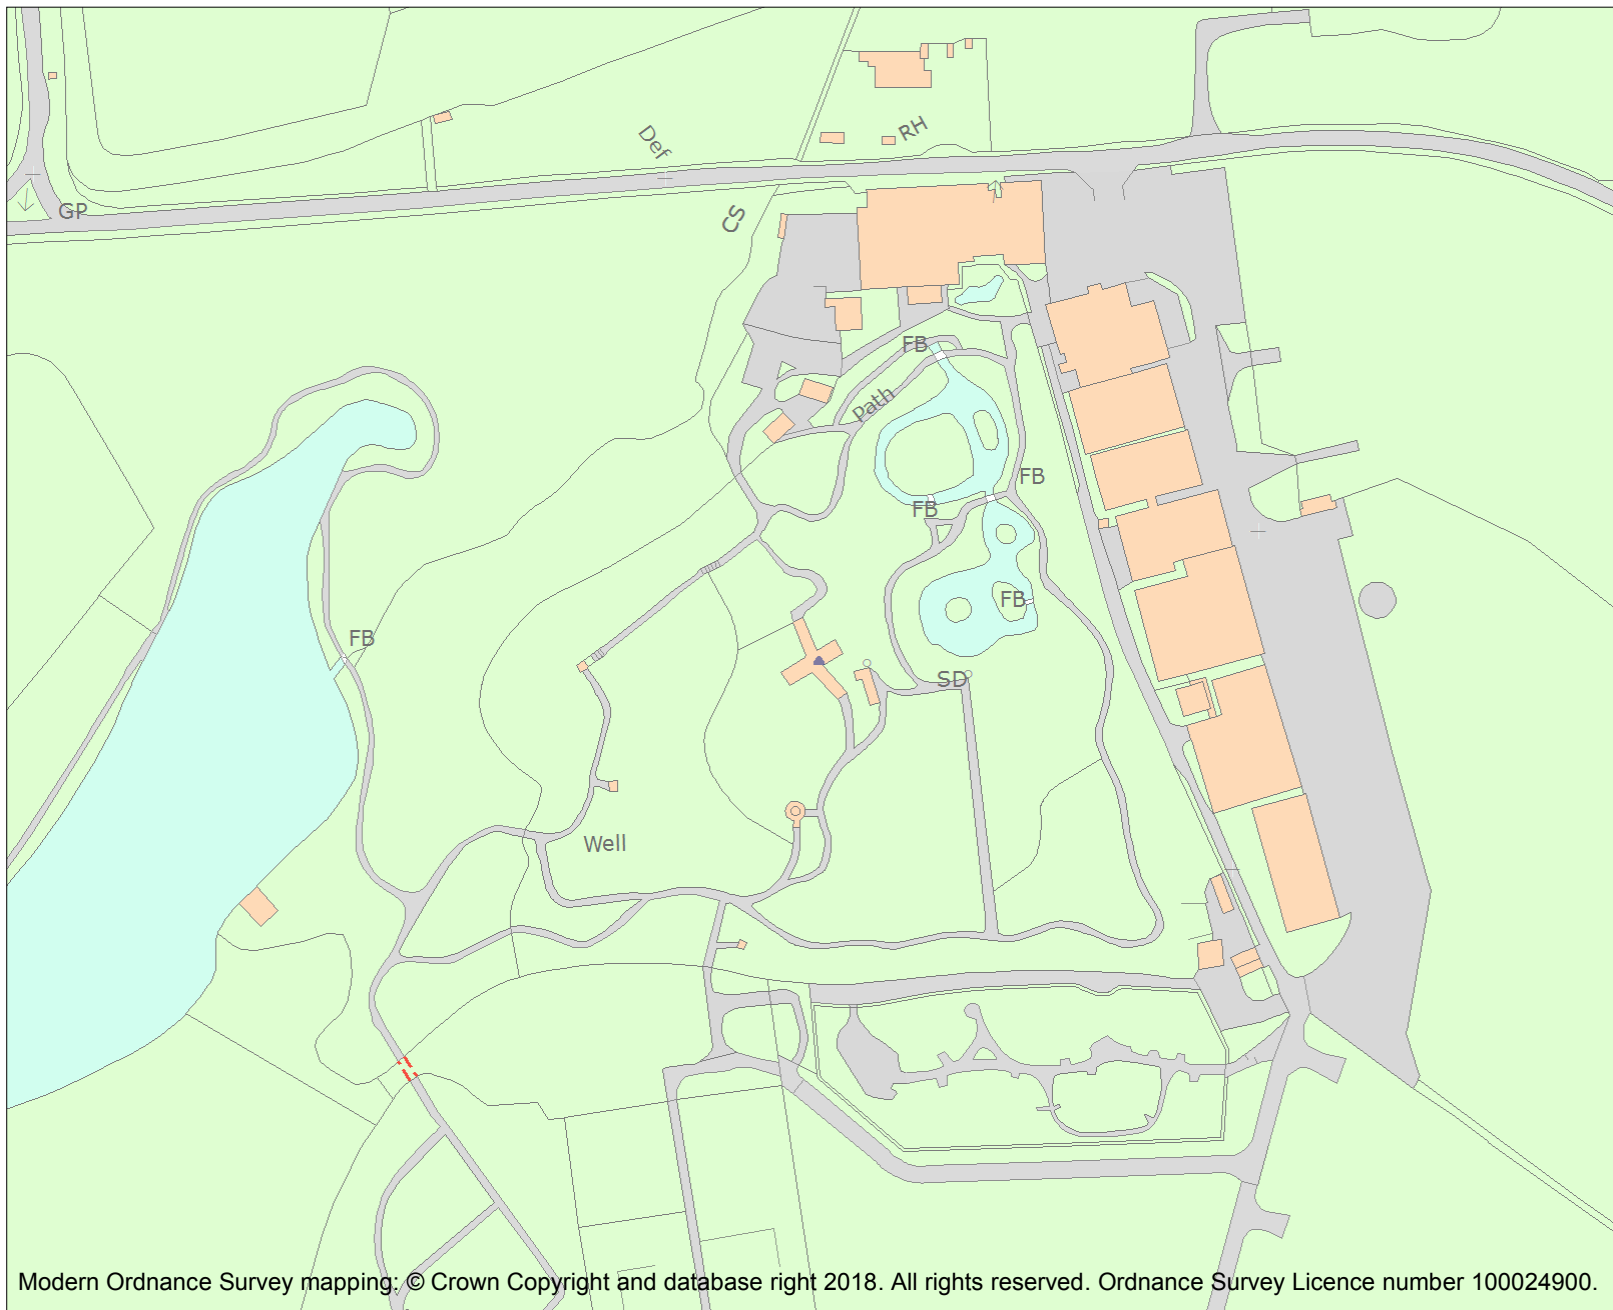 Def
RH
GP
CS
FB
Path
FB
FB
FB
FB
SD
Well
Modern Ordnance Survey mapping: © Crown Copyright and database right 2018. All rights reserved. Ordnance Survey Licence number 100024900.